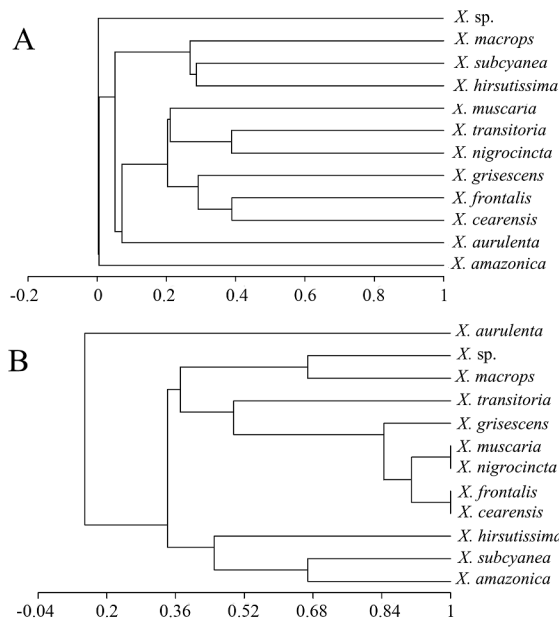 A
X. sp.
X. macrops
X. subcyanea
X. hirsutissima
X. muscaria
X. transitoria
X. nigrocincta
X. grisescens
X. frontalis
X. cearensis
X. aurulenta
X. amazonica
-0.2 0 0.2 0.4 0.6 0.8 1
B
X. aurulenta
X. sp.
X. macrops
X. transitoria
X. grisescens
X. muscaria
X. nigrocincta
X. frontalis
X. cearensis
X. hirsutissima
X. subcyanea
X. amazonica
-0.04 0.2 0.36 0.52 0.68 0.84 1